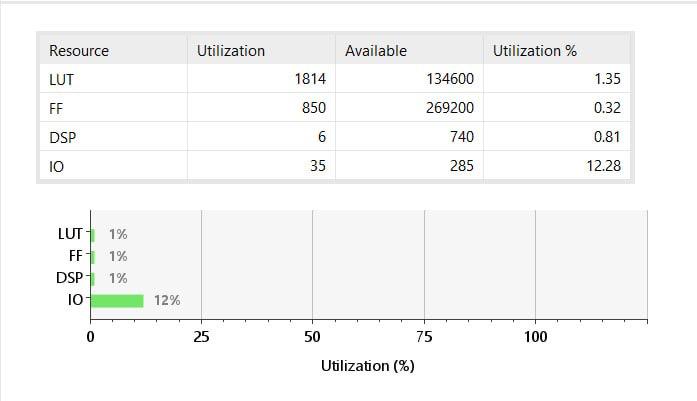 Resource Utilization Available Utilization %
LUT 1814 134600 1.35
FF 850 269200 0.32
DSP 6 740 0.81
IO 35 285 12.28
LUT 1%
FF 1%
DSP 1%
IO 12%
0 25 50 75 100
Utilization (%)